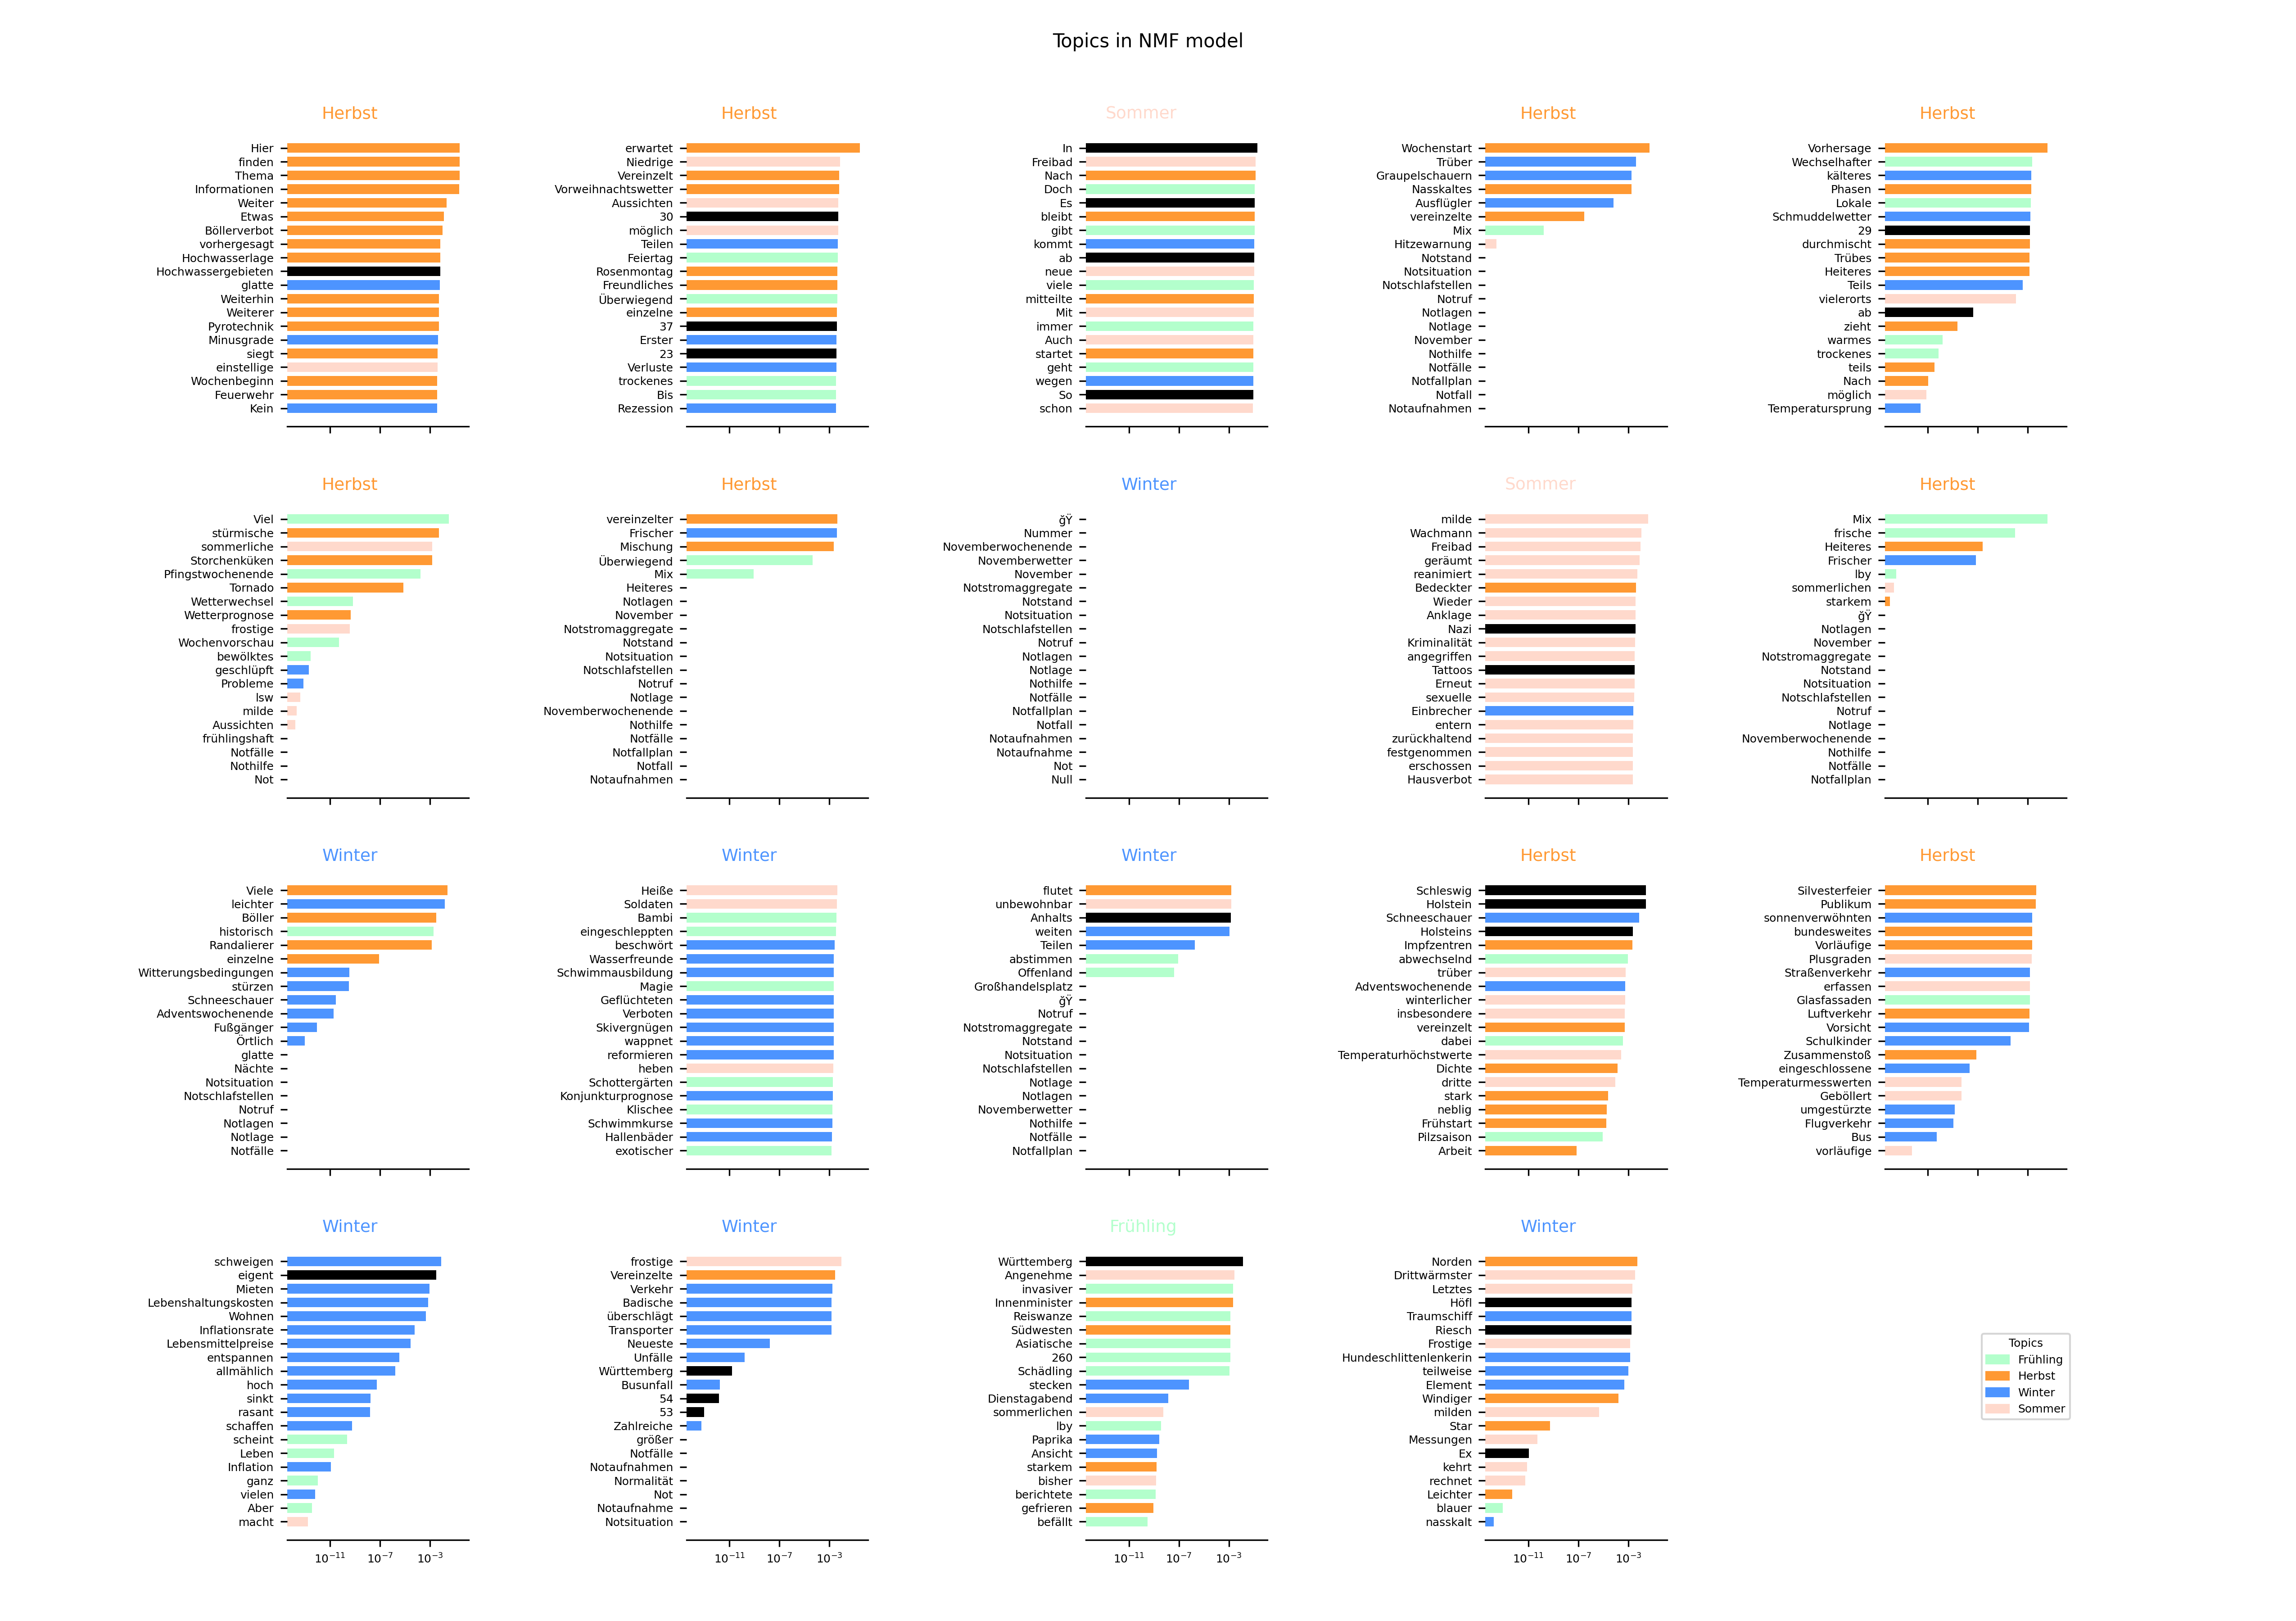 Topics in NMF model
Herbst
Hier
finden
Thema
Informationen
Weiter
Etwas
Böllerverbot
vorhergesagt
Hochwasserlage
Hochwassergebieten
glatte
Weiterhin
Weiterer
Pyrotechnik
Minusgrade
siegt
einstellige
Wochenbeginn
Feuerwehr
Kein
Herbst
erwartet
Niedrige
Vereinzelt
Vorweihnachtswetter
Aussichten
30
möglich
Teilen
Feiertag
Rosenmontag
Freundliches
Überwiegend
einzelne
37
Erster
23
Verluste
trockenes
Bis
Rezession
Sommer
In
Freibad
Nach
Doch
Es
bleibt
gibt
kommt
ab
neue
viele
mitteilte
Mit
immer
Auch
startet
geht
wegen
So
schon
Herbst
Wochenstart
Trüber
Graupelschauern
Nasskaltes
Ausflügler
vereinzelte
Mix
Hitzewarnung
Notstand
Notsituation
Notschlafstellen
Notruf
Notlagen
Notlage
November
Nothilfe
Notfälle
Notfallplan
Notfall
Notaufnahmen
Herbst
Vorhersage
Wechselhafter
kälteres
Phasen
Lokale
Schmuddelwetter
29
durchmischt
Trübes
Heiteres
Teils
vielerorts
ab
zieht
warmes
trockenes
teils
Nach
möglich
Temperatursprung
Herbst
Viel
stürmische
sommerliche
Storchenküken
Pfingstwochenende
Tornado
Wetterwechsel
Wetterprognose
frostige
Wochenvorschau
bewölktes
geschlüpft
Probleme
lsw
milde
Aussichten
frühlingshaft
Notfälle
Nothilfe
Not
Herbst
vereinzelter
Frischer
Mischung
Überwiegend
Mix
Heiteres
Notlagen
November
Notstromaggregate
Notstand
Notsituation
Notschlafstellen
Notruf
Notlage
Novemberwochenende
Nothilfe
Notfälle
Notfallplan
Notfall
Notaufnahmen
Winter
ğŸ
Nummer
Novemberwochenende
Novemberwetter
November
Notstromaggregate
Notstand
Notsituation
Notschlafstellen
Notruf
Notlagen
Notlage
Nothilfe
Notfälle
Notfallplan
Notfall
Notaufnahmen
Notaufnahme
Not
Null
Sommer
milde
Wachmann
Freibad
geräumt
reanimiert
Bedeckter
Wieder
Anklage
Nazi
Kriminalität
angegriffen
Tattoos
Erneut
sexuelle
Einbrecher
entern
zurückhaltend
festgenommen
erschossen
Hausverbot
Herbst
Mix
frische
Heiteres
Frischer
lby
sommerlichen
starkem
ğŸ
Notlagen
November
Notstromaggregate
Notstand
Notsituation
Notschlafstellen
Notruf
Notlage
Novemberwochenende
Nothilfe
Notfälle
Notfallplan
Winter
Viele
leichter
Böller
historisch
Randalierer
einzelne
Witterungsbedingungen
stürzen
Schneeschauer
Adventswochenende
Fußgänger
Örtlich
glatte
Nächte
Notsituation
Notschlafstellen
Notruf
Notlagen
Notlage
Notfälle
Winter
Heiße
Soldaten
Bambi
eingeschleppten
beschwört
Wasserfreunde
Schwimmausbildung
Magie
Geflüchteten
Verboten
Skivergnügen
wappnet
reformieren
heben
Schottergärten
Konjunkturprognose
Klischee
Schwimmkurse
Hallenbäder
exotischer
Winter
flutet
unbewohnbar
Anhalts
weiten
Teilen
abstimmen
Offenland
Großhandelsplatz
ğŸ
Notruf
Notstromaggregate
Notstand
Notsituation
Notschlafstellen
Notlage
Notlagen
Novemberwetter
Nothilfe
Notfälle
Notfallplan
Herbst
Schleswig
Holstein
Schneeschauer
Holsteins
Impfzentren
abwechselnd
trüber
Adventswochenende
winterlicher
insbesondere
vereinzelt
dabei
Temperaturhöchstwerte
Dichte
dritte
stark
neblig
Frühstart
Pilzsaison
Arbeit
Herbst
Silvesterfeier
Publikum
sonnenverwöhnten
bundesweites
Vorläufige
Plusgraden
Straßenverkehr
erfassen
Glasfassaden
Luftverkehr
Vorsicht
Schulkinder
Zusammenstoß
eingeschlossene
Temperaturmesswerten
Geböllert
umgestürzte
Flugverkehr
Bus
vorläufige
Winter
schweigen
eigent
Mieten
Lebenshaltungskosten
Wohnen
Inflationsrate
Lebensmittelpreise
entspannen
allmählich
hoch
sinkt
rasant
schaffen
scheint
Leben
Inflation
ganz
vielen
Aber
macht
10⁻¹¹ 10⁻⁷ 10⁻³
Winter
frostige
Vereinzelte
Verkehr
Badische
überschlägt
Transporter
Neueste
Unfälle
Württemberg
Busunfall
54
53
Zahlreiche
größer
Notfälle
Notaufnahmen
Normalität
Not
Notaufnahme
Notsituation
10⁻¹¹ 10⁻⁷ 10⁻³
Frühling
Württemberg
Angenehme
invasiver
Innenminister
Reiswanze
Südwesten
Asiatische
260
Schädling
stecken
Dienstagabend
sommerlichen
lby
Paprika
Ansicht
starkem
bisher
berichtete
gefrieren
befällt
10⁻¹¹ 10⁻⁷ 10⁻³
Winter
Norden
Drittwärmster
Letztes
Höfl
Traumschiff
Riesch
Frostige
Hundeschlittenlenkerin
teilweise
Element
Windiger
milden
Star
Messungen
Ex
kehrt
rechnet
Leichter
blauer
nasskalt
10⁻¹¹ 10⁻⁷ 10⁻³
Topics
Frühling
Herbst
Winter
Sommer